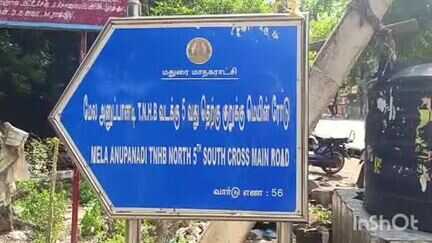 மதுரை மாநகராட்சி
மேல அனுப்பானடி T.N.H.B வடக்கு 5 வது தெற்கு குறுக்கு மெயின் ரோடு
MELA ANUPANADI TNHB NORTH 5TH SOUTH CROSS MAIN ROAD
வார்டு எண் : 56
InShOt